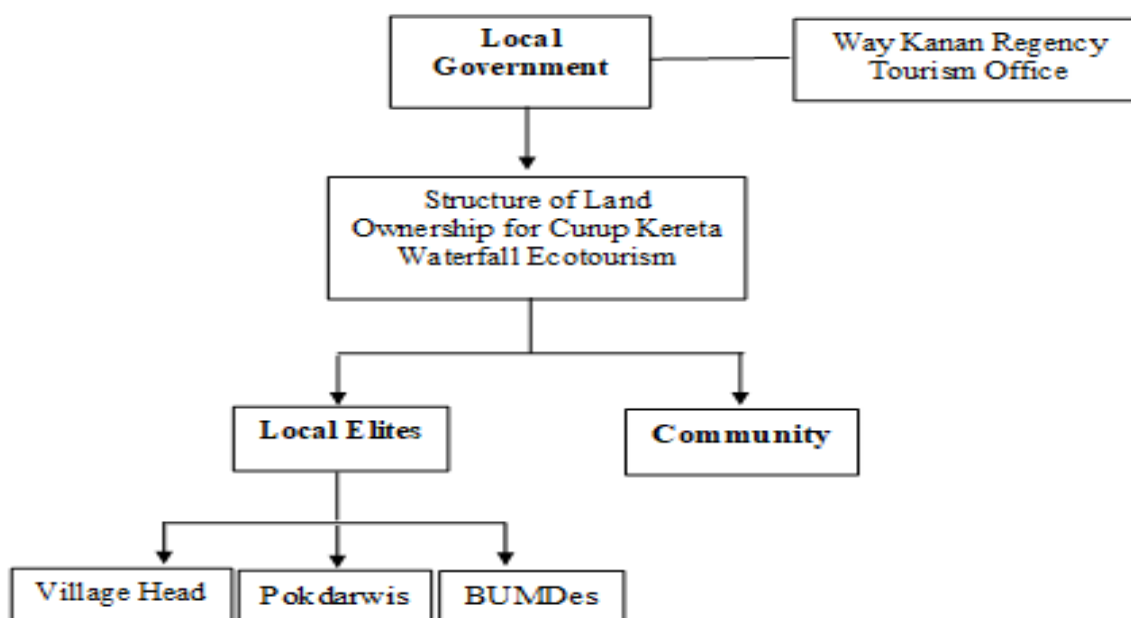 Local
Government
Way Kanan Regency
Tourism Office
Structure of Land
Ownership for Curup Kereta
Waterfall Ecotourism
Local Elites
Community
Village Head
Pokdarwis
BUMDes